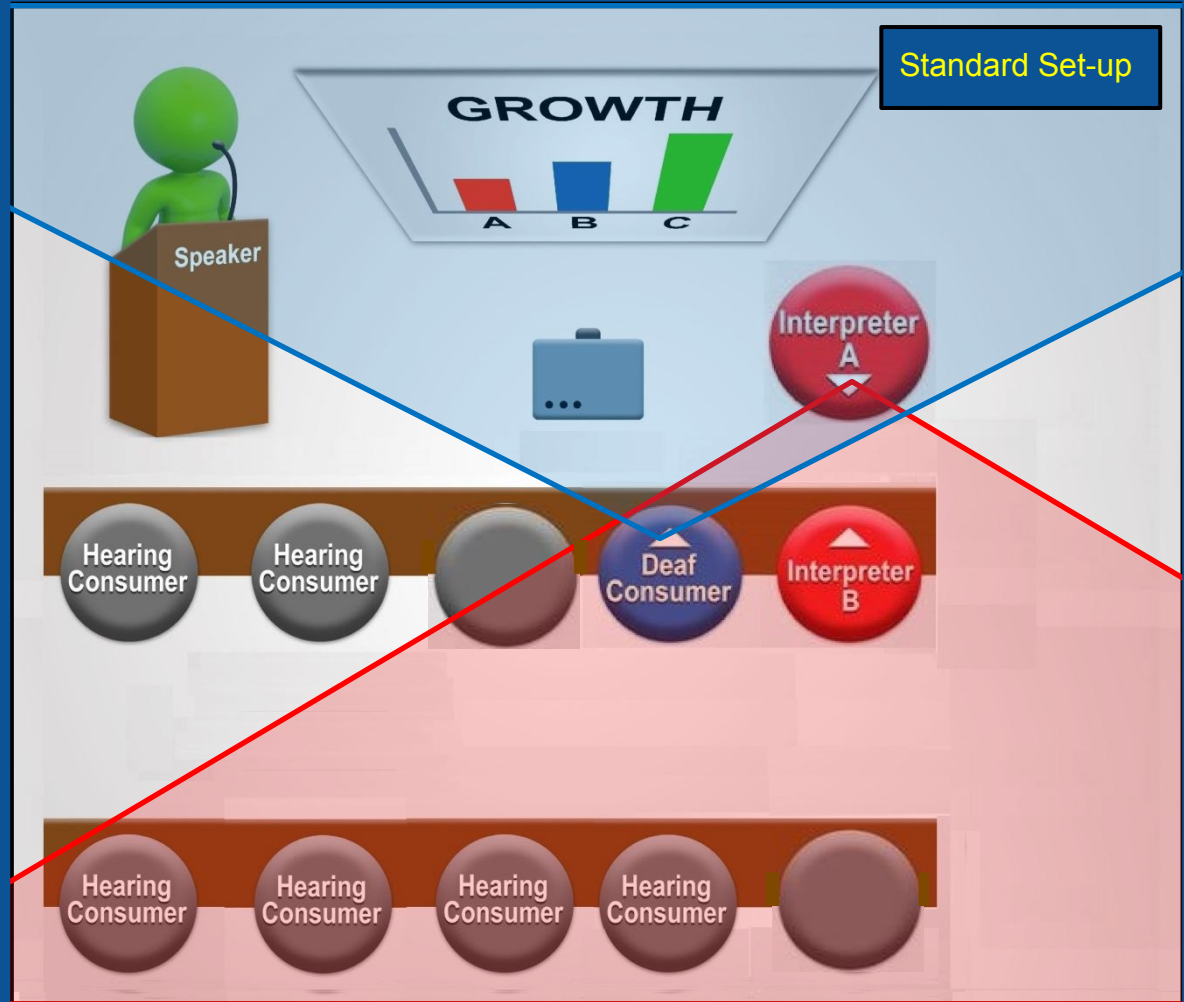 Standard Set-up
GROWTH
A B C
Speaker
Interpreter
A
Hearing
Consumer
Hearing
Consumer
Deaf
Consumer
Interpreter
B
Hearing
Consumer
Hearing
Consumer
Hearing
Consumer
Hearing
Consumer